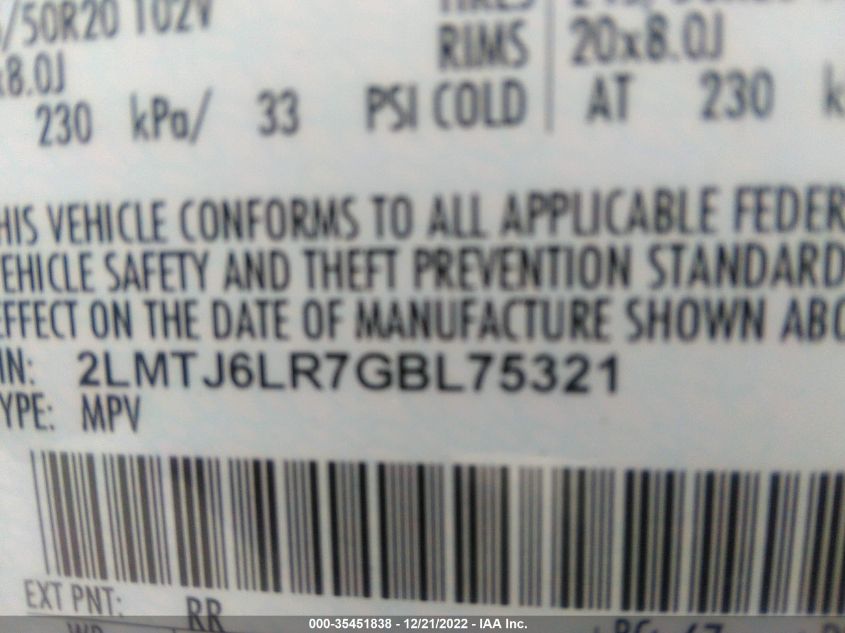 /50R20 102V
RIMS 20x8.0J
x8.0J
230 kPa/ 33 PSI COLD AT 230
HIS VEHICLE CONFORMS TO ALL APPLICABLE FEDER
EHICLE SAFETY AND THEFT PREVENTION STANDARD
EFFECT ON THE DATE OF MANUFACTURE SHOWN ABO
IN: 2LMTJ6LR7GBL75321
YPE: MPV
EXT PNT: RR
000-35451838 - 12/21/2022 - IAA Inc.